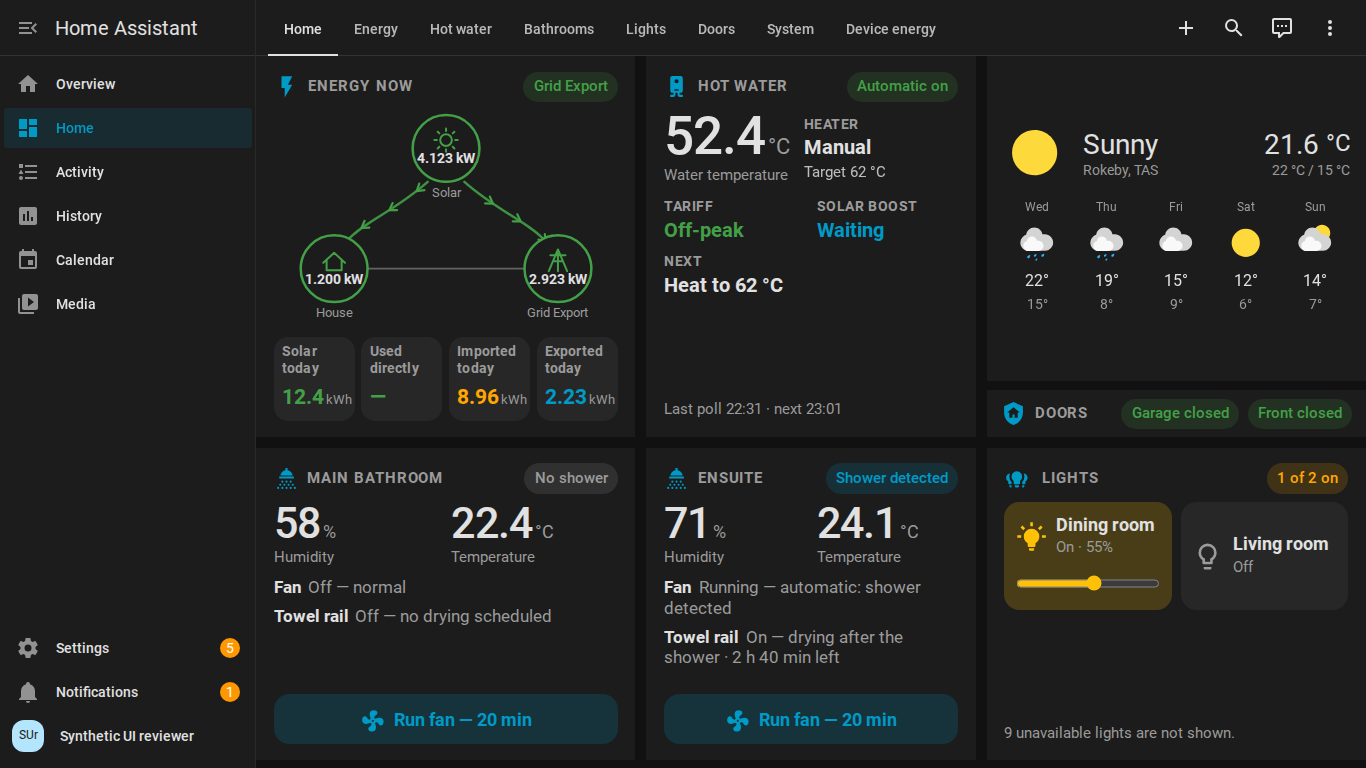 Home Assistant
Home Energy Hot water Bathrooms Lights Doors System Device energy
Overview
Home
Activity
History
Calendar
Media
Settings 5
Notifications 1
SUr Synthetic UI reviewer
ENERGY NOW Grid Export
4.123 kW
Solar
1.200 kW
House
2.923 kW
Grid Export
Solar today
12.4 kWh
Used directly
—
Imported today
8.96 kWh
Exported today
2.23 kWh
HOT WATER Automatic on
52.4 °C
Water temperature
HEATER
Manual
Target 62 °C
TARIFF
Off-peak
SOLAR BOOST
Waiting
NEXT
Heat to 62 °C
Last poll 22:31 · next 23:01
Sunny
Rokeby, TAS
21.6 °C
22 °C / 15 °C
Wed Thu Fri Sat Sun
22° 19° 15° 12° 14°
15° 8° 9° 6° 7°
DOORS Garage closed Front closed
MAIN BATHROOM No shower
58 % 22.4 °C
Humidity Temperature
Fan Off — normal
Towel rail Off — no drying scheduled
Run fan — 20 min
ENSUITE Shower detected
71 % 24.1 °C
Humidity Temperature
Fan Running — automatic: shower
detected
Towel rail On — drying after the
shower · 2 h 40 min left
Run fan — 20 min
LIGHTS 1 of 2 on
Dining room
On · 55%
Living room
Off
9 unavailable lights are not shown.